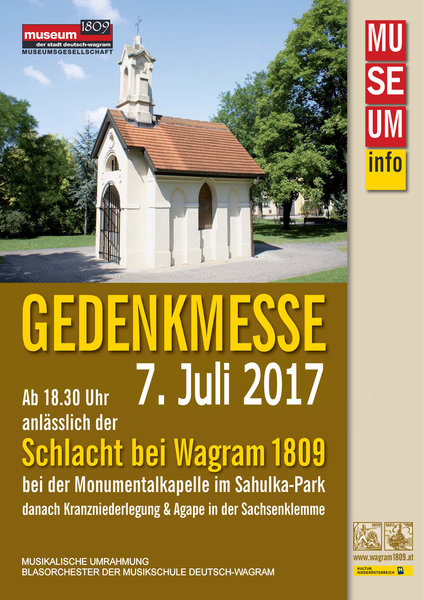 museum 1809
der stadt deutsch-wagram
MUSEUMSGESELLSCHAFT
MU
SE
UM
info
GEDENKMESSE
Ab 18.30 Uhr 7. Juli 2017
anlässlich der
Schlacht bei Wagram 1809
bei der Monumentalkapelle im Sahulka-Park
danach Kranzniederlegung & Agape in der Sachsenklemme
MUSIKALISCHE UMRAHMUNG
BLASORCHESTER DER MUSIKSCHULE DEUTSCH-WAGRAM
www.wagram1809.at
KULTUR
NIEDERÖSTERREICH